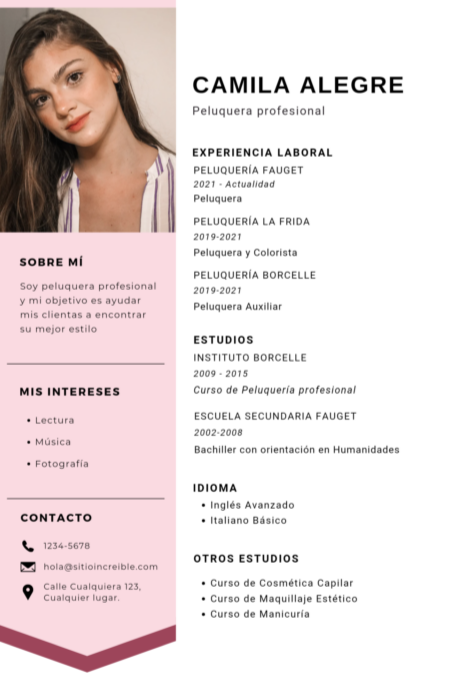 CAMILA ALEGRE
Peluquera profesional
SOBRE MÍ
Soy peluquera profesional
y mi objetivo es ayudar
mis clientas a encontrar
su mejor estilo
MIS INTERESES
• Lectura
• Música
• Fotografía
CONTACTO
1234-5678
hola@sitioincreible.com
Calle Cualquiera 123,
Cualquier lugar.
EXPERIENCIA LABORAL
PELUQUERÍA FAUGET
2021 - Actualidad
Peluquera
PELUQUERÍA LA FRIDA
2019-2021
Peluquera y Colorista
PELUQUERÍA BORCELLE
2019-2021
Peluquera Auxiliar
ESTUDIOS
INSTITUTO BORCELLE
2009 - 2015
Curso de Peluquería profesional
ESCUELA SECUNDARIA FAUGET
2002-2008
Bachiller con orientación en Humanidades
IDIOMA
• Inglés Avanzado
• Italiano Básico
OTROS ESTUDIOS
• Curso de Cosmética Capilar
• Curso de Maquillaje Estético
• Curso de Manicuría